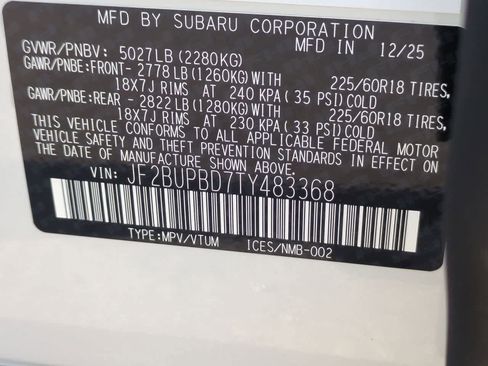 MFD BY SUBARU CORPORATION 12/25
GVWR/PNBV: 5027LB (2280KG)
GAWR/PNBE:FRONT- 2778 LB (1260KG) WITH 225/60R18 TIRES,
18X7J RIMS AT 240 KPA ( 35 PSI) COLD
GAWR/PNBE:REAR - 2822 LB (1280KG) WITH 225/60R18 TIRES,
18X7J RIMS AT 230 KPA ( 33 PSI) COLD
THIS VEHICLE CONFORMS TO ALL APPLICABLE FEDERAL MOTOR
VEHICLE SAFETY AND THEFT PREVENTION STANDARDS IN EFFECT ON
THE DATE OF MANUFACTURE SHOWN ABOVE.
VIN: JF2BUPBD7TY483368
TYPE:MPV/VTUM ICES/NMB-002